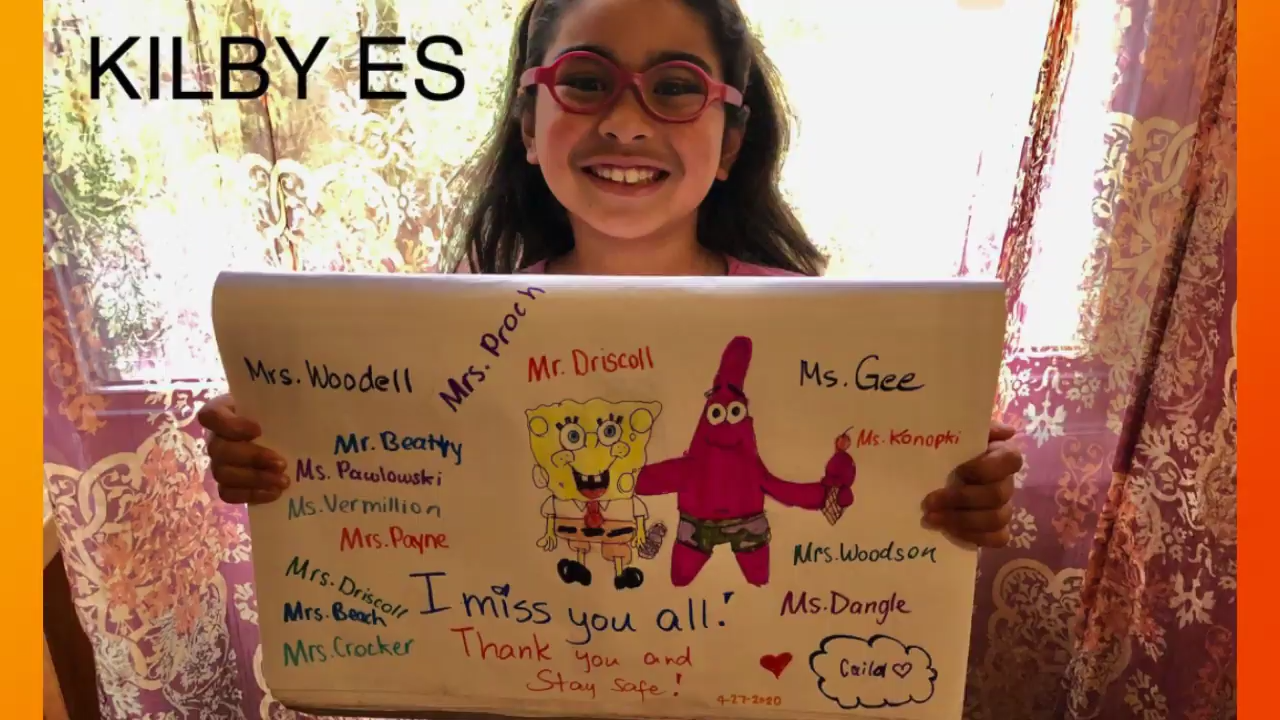 KILBY ES
Mrs. Proch
Mrs. Woodell
Mr. Driscoll
Ms. Gee
Mr. Beatty
Ms. Konopki
Ms. Pawlowski
Ms. Vermillion
Mrs. Payne
Mrs. Woodson
Mrs. Driscoll
I miss you all!
Ms. Dangle
Mrs. Beach
Mrs. Crocker
Thank you and
Stay safe!
Caila
4-27-2020